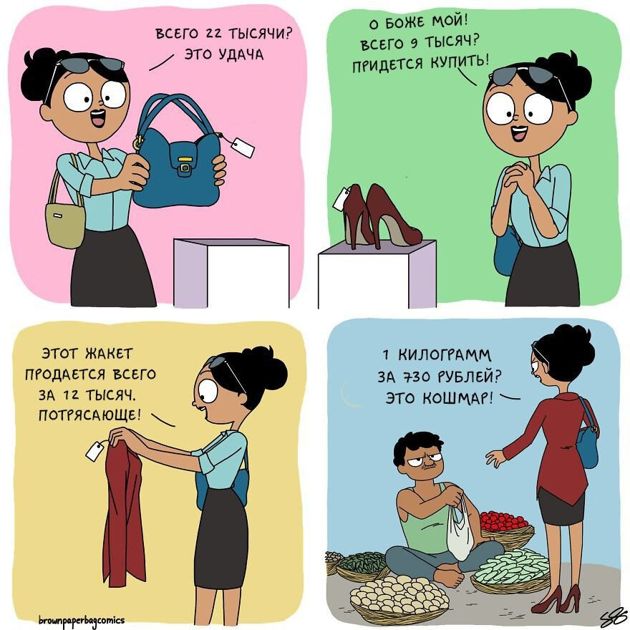 ВСЕГО 22 ТЫСЯЧИ?
ЭТО УДАЧА
О БОЖЕ МОЙ!
ВСЕГО 9 ТЫСЯЧ?
ПРИДЕТСЯ КУПИТЬ!
ЭТОТ ЖАКЕТ
ПРОДАЕТСЯ ВСЕГО
ЗА 12 ТЫСЯЧ.
ПОТРЯСАЮЩЕ!
1 КИЛОГРАММ
ЗА 730 РУБЛЕЙ?
ЭТО КОШМАР!
brownpaperbagcomics